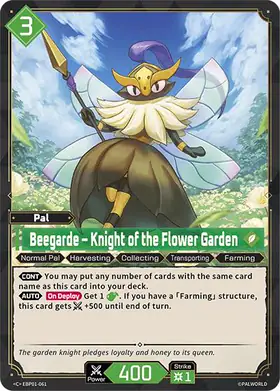 3
Pal
Beegarde – Knight of the Flower Garden
Normal Pal Harvesting Collecting Transporting Farming
CONT You may put any number of cards with the same card
name as this card into your deck.
AUTO On Deploy Get 1 . If you have a「Farming」structure,
this card gets +500 until end of turn.
The garden knight pledges loyalty and honey to its queen.
Power 400 Strike 1
•C• EBP01-061 ©PALWORLD